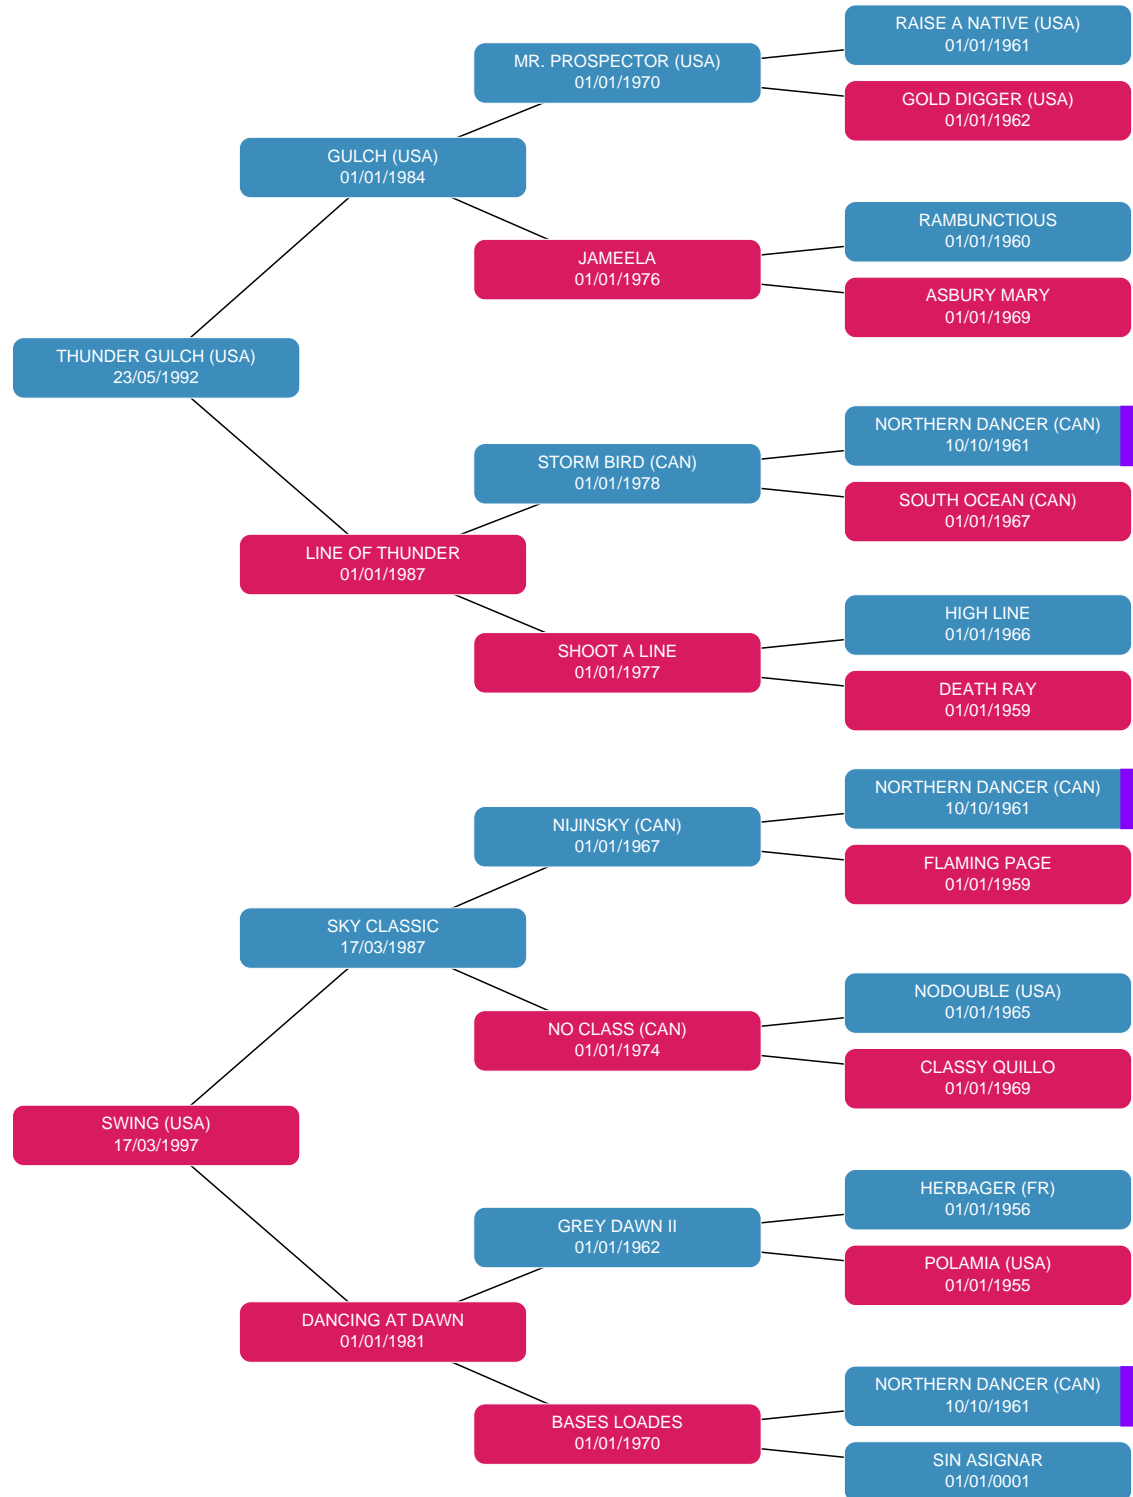 RAISE A NATIVE (USA)
01/01/1961
MR. PROSPECTOR (USA)
01/01/1970
GOLD DIGGER (USA)
01/01/1962
GULCH (USA)
01/01/1984
RAMBUNCTIOUS
01/01/1960
JAMEELA
01/01/1976
ASBURY MARY
01/01/1969
THUNDER GULCH (USA)
23/05/1992
NORTHERN DANCER (CAN)
10/10/1961
STORM BIRD (CAN)
01/01/1978
SOUTH OCEAN (CAN)
01/01/1967
LINE OF THUNDER
01/01/1987
HIGH LINE
01/01/1966
SHOOT A LINE
01/01/1977
DEATH RAY
01/01/1959
NORTHERN DANCER (CAN)
10/10/1961
NIJINSKY (CAN)
01/01/1967
FLAMING PAGE
01/01/1959
SKY CLASSIC
17/03/1987
NODOUBLE (USA)
01/01/1965
NO CLASS (CAN)
01/01/1974
CLASSY QUILLO
01/01/1969
SWING (USA)
17/03/1997
HERBAGER (FR)
01/01/1956
GREY DAWN II
01/01/1962
POLAMIA (USA)
01/01/1955
DANCING AT DAWN
01/01/1981
NORTHERN DANCER (CAN)
10/10/1961
BASES LOADES
01/01/1970
SIN ASIGNAR
01/01/0001